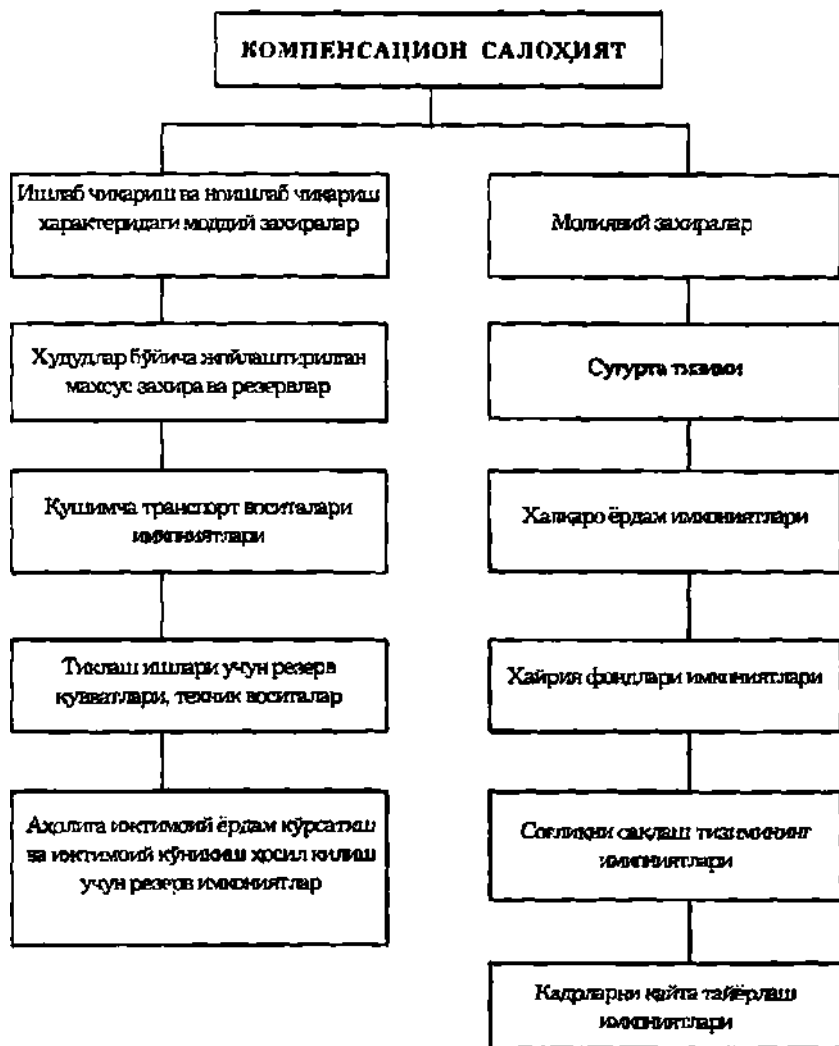 КОМПЕНСАЦИОН САЛОҲИЯТ
Ишлаб чиқариш ва ноишлаб чиқариш
характеридаги моддий захиралар
Худудлар бўйича жойлаштирилган
махсус захира ва резервлар
Қушимча транспорт воситалари
имкониятлари
Тиклаш ишлари учун резерв
қувватлари, техник воситалар
Аҳолига ижтимоий ёрдам кўрсатиш
ва ижтимоий кўникиш ҳосил қилиш
учун резерв имкониятлар
Молиявий захиралар
Суғурта тизими
Халқаро ёрдам имкониятлари
Хайрия фондлари имкониятлари
Соғлиқни сақлаш тизимининг
имкониятлари
Кадрларни қайта тайёрлаш
имкониятлари